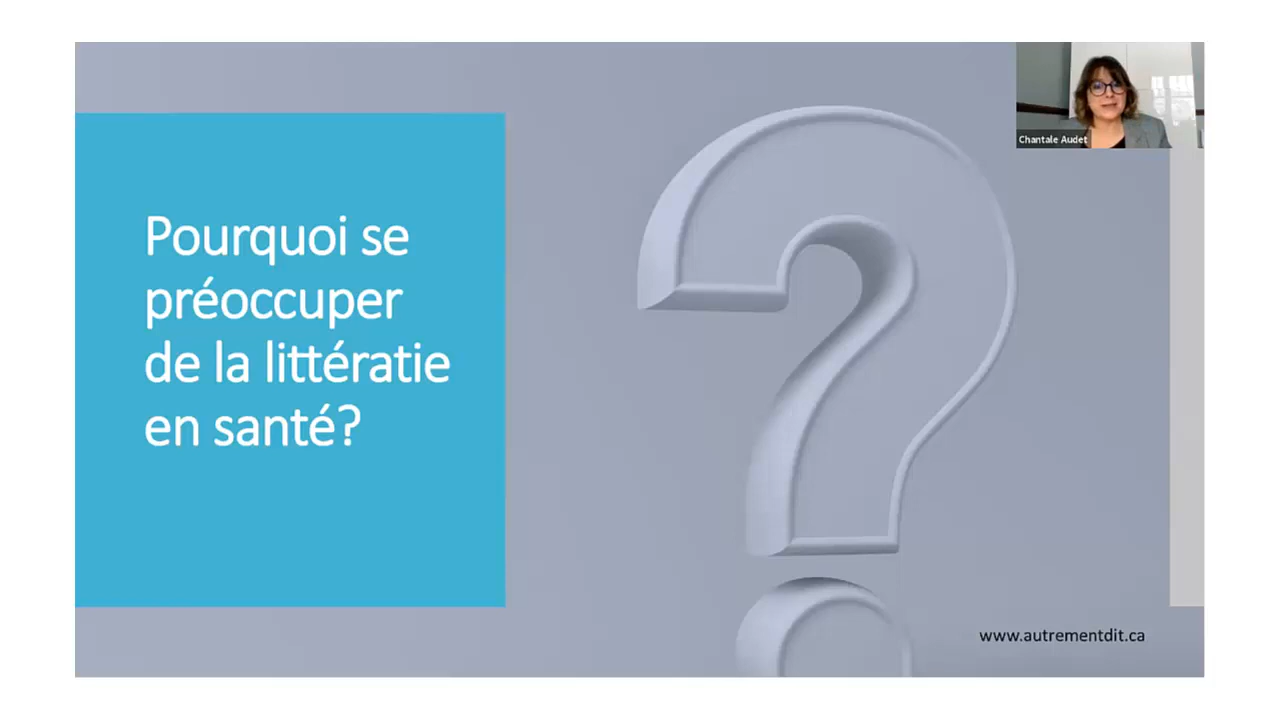 Chantale Audet
Pourquoi se
préoccuper
de la littératie
en santé?
www.autrementdit.ca